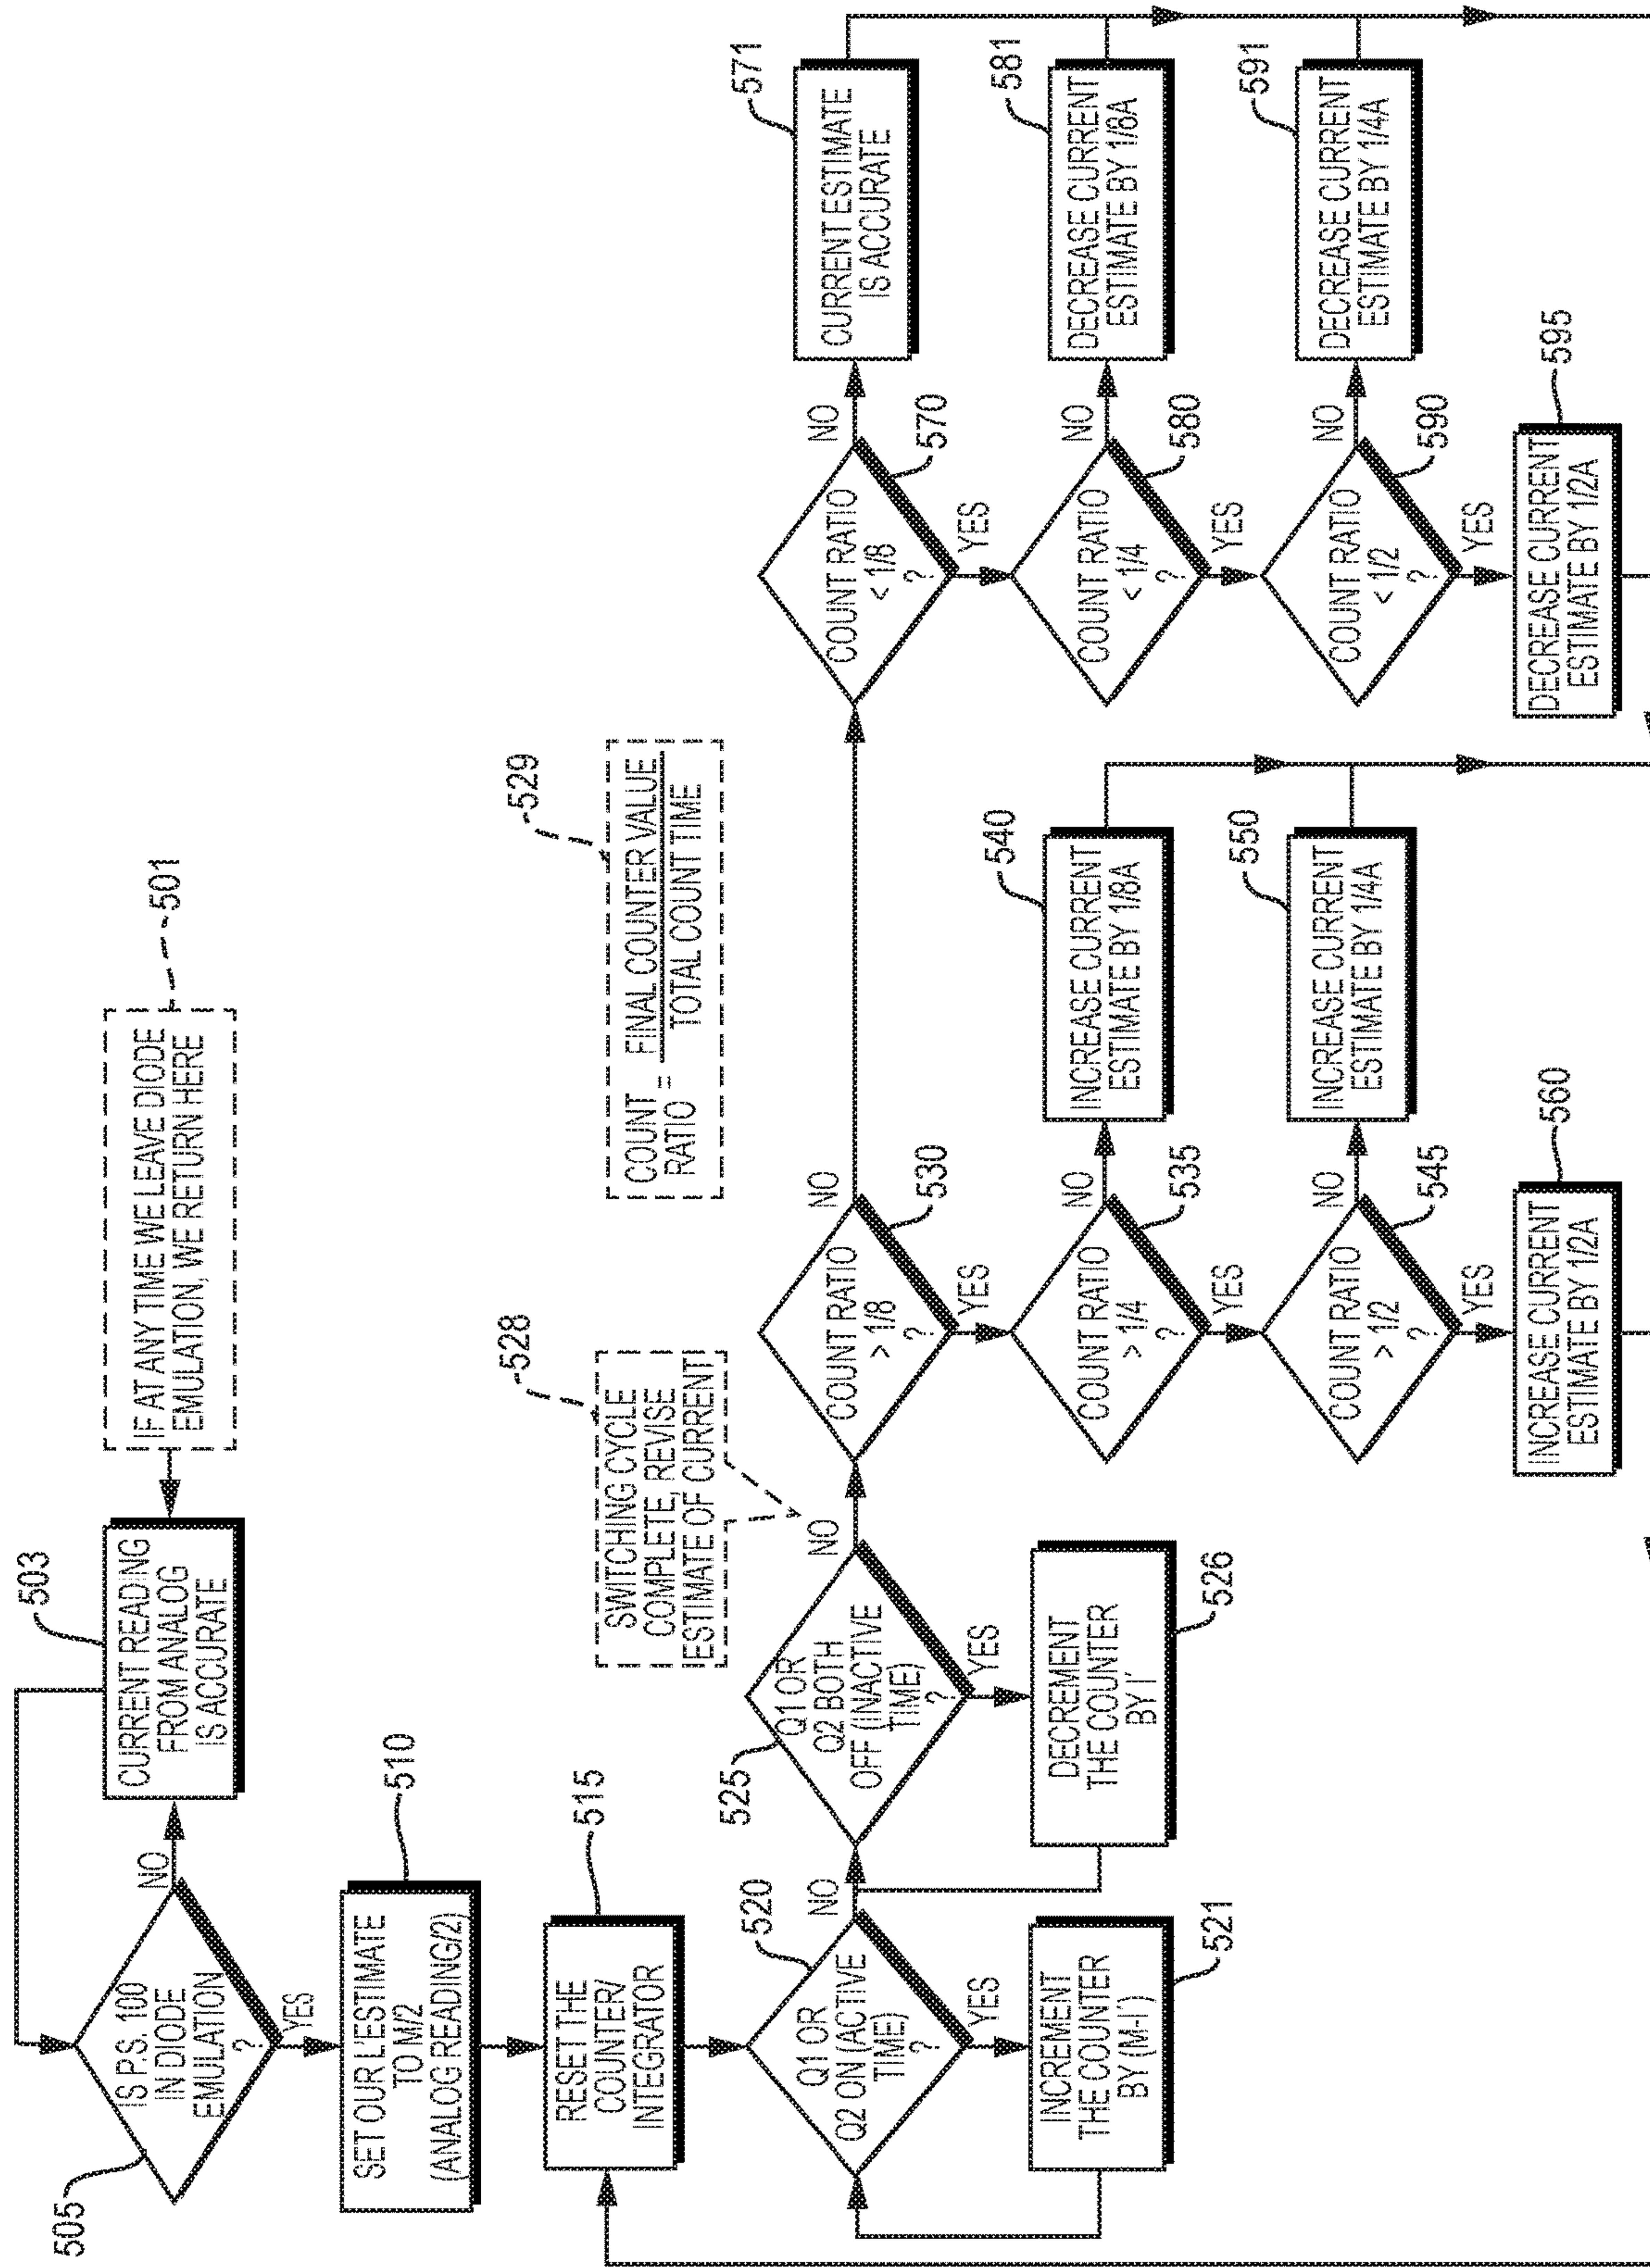 501
IF AT ANY TIME WE LEAVE DIODE
EMULATION, WE RETURN HERE
503
CURRENT READING
FROM ANALOG
IS ACCURATE
505
IS P.S. 100
IN DIODE
EMULATION
?
NO
YES
510
SET OUR I'ESTIMATE
TO M/2
(ANALOG READING/2)
515
RESET THE
COUNTER/
INTEGRATOR
520
Q1 OR
Q2 ON (ACTIVE
TIME)
?
NO
YES
521
INCREMENT
THE COUNTER
BY (M-I')
525
Q1 OR
Q2 BOTH
OFF (INACTIVE
TIME)
?
NO
YES
526
DECREMENT
THE COUNTER
BY I'
528
SWITCHING CYCLE
COMPLETE, REVISE
ESTIMATE OF CURRENT
529
COUNT = FINAL COUNTER VALUE
RATIO TOTAL COUNT TIME
530
COUNT RATIO
> 1/8
?
NO
YES
535
COUNT RATIO
> 1/4
?
NO
YES
540
INCREASE CURRENT
ESTIMATE BY 1/8A
545
COUNT RATIO
> 1/2
?
NO
YES
550
INCREASE CURRENT
ESTIMATE BY 1/4A
560
INCREASE CURRENT
ESTIMATE BY 1/2A
570
COUNT RATIO
< 1/8
?
NO
YES
571
CURRENT ESTIMATE
IS ACCURATE
580
COUNT RATIO
< 1/4
?
NO
YES
581
DECREASE CURRENT
ESTIMATE BY 1/8A
590
COUNT RATIO
< 1/2
?
NO
YES
591
DECREASE CURRENT
ESTIMATE BY 1/4A
595
DECREASE CURRENT
ESTIMATE BY 1/2A